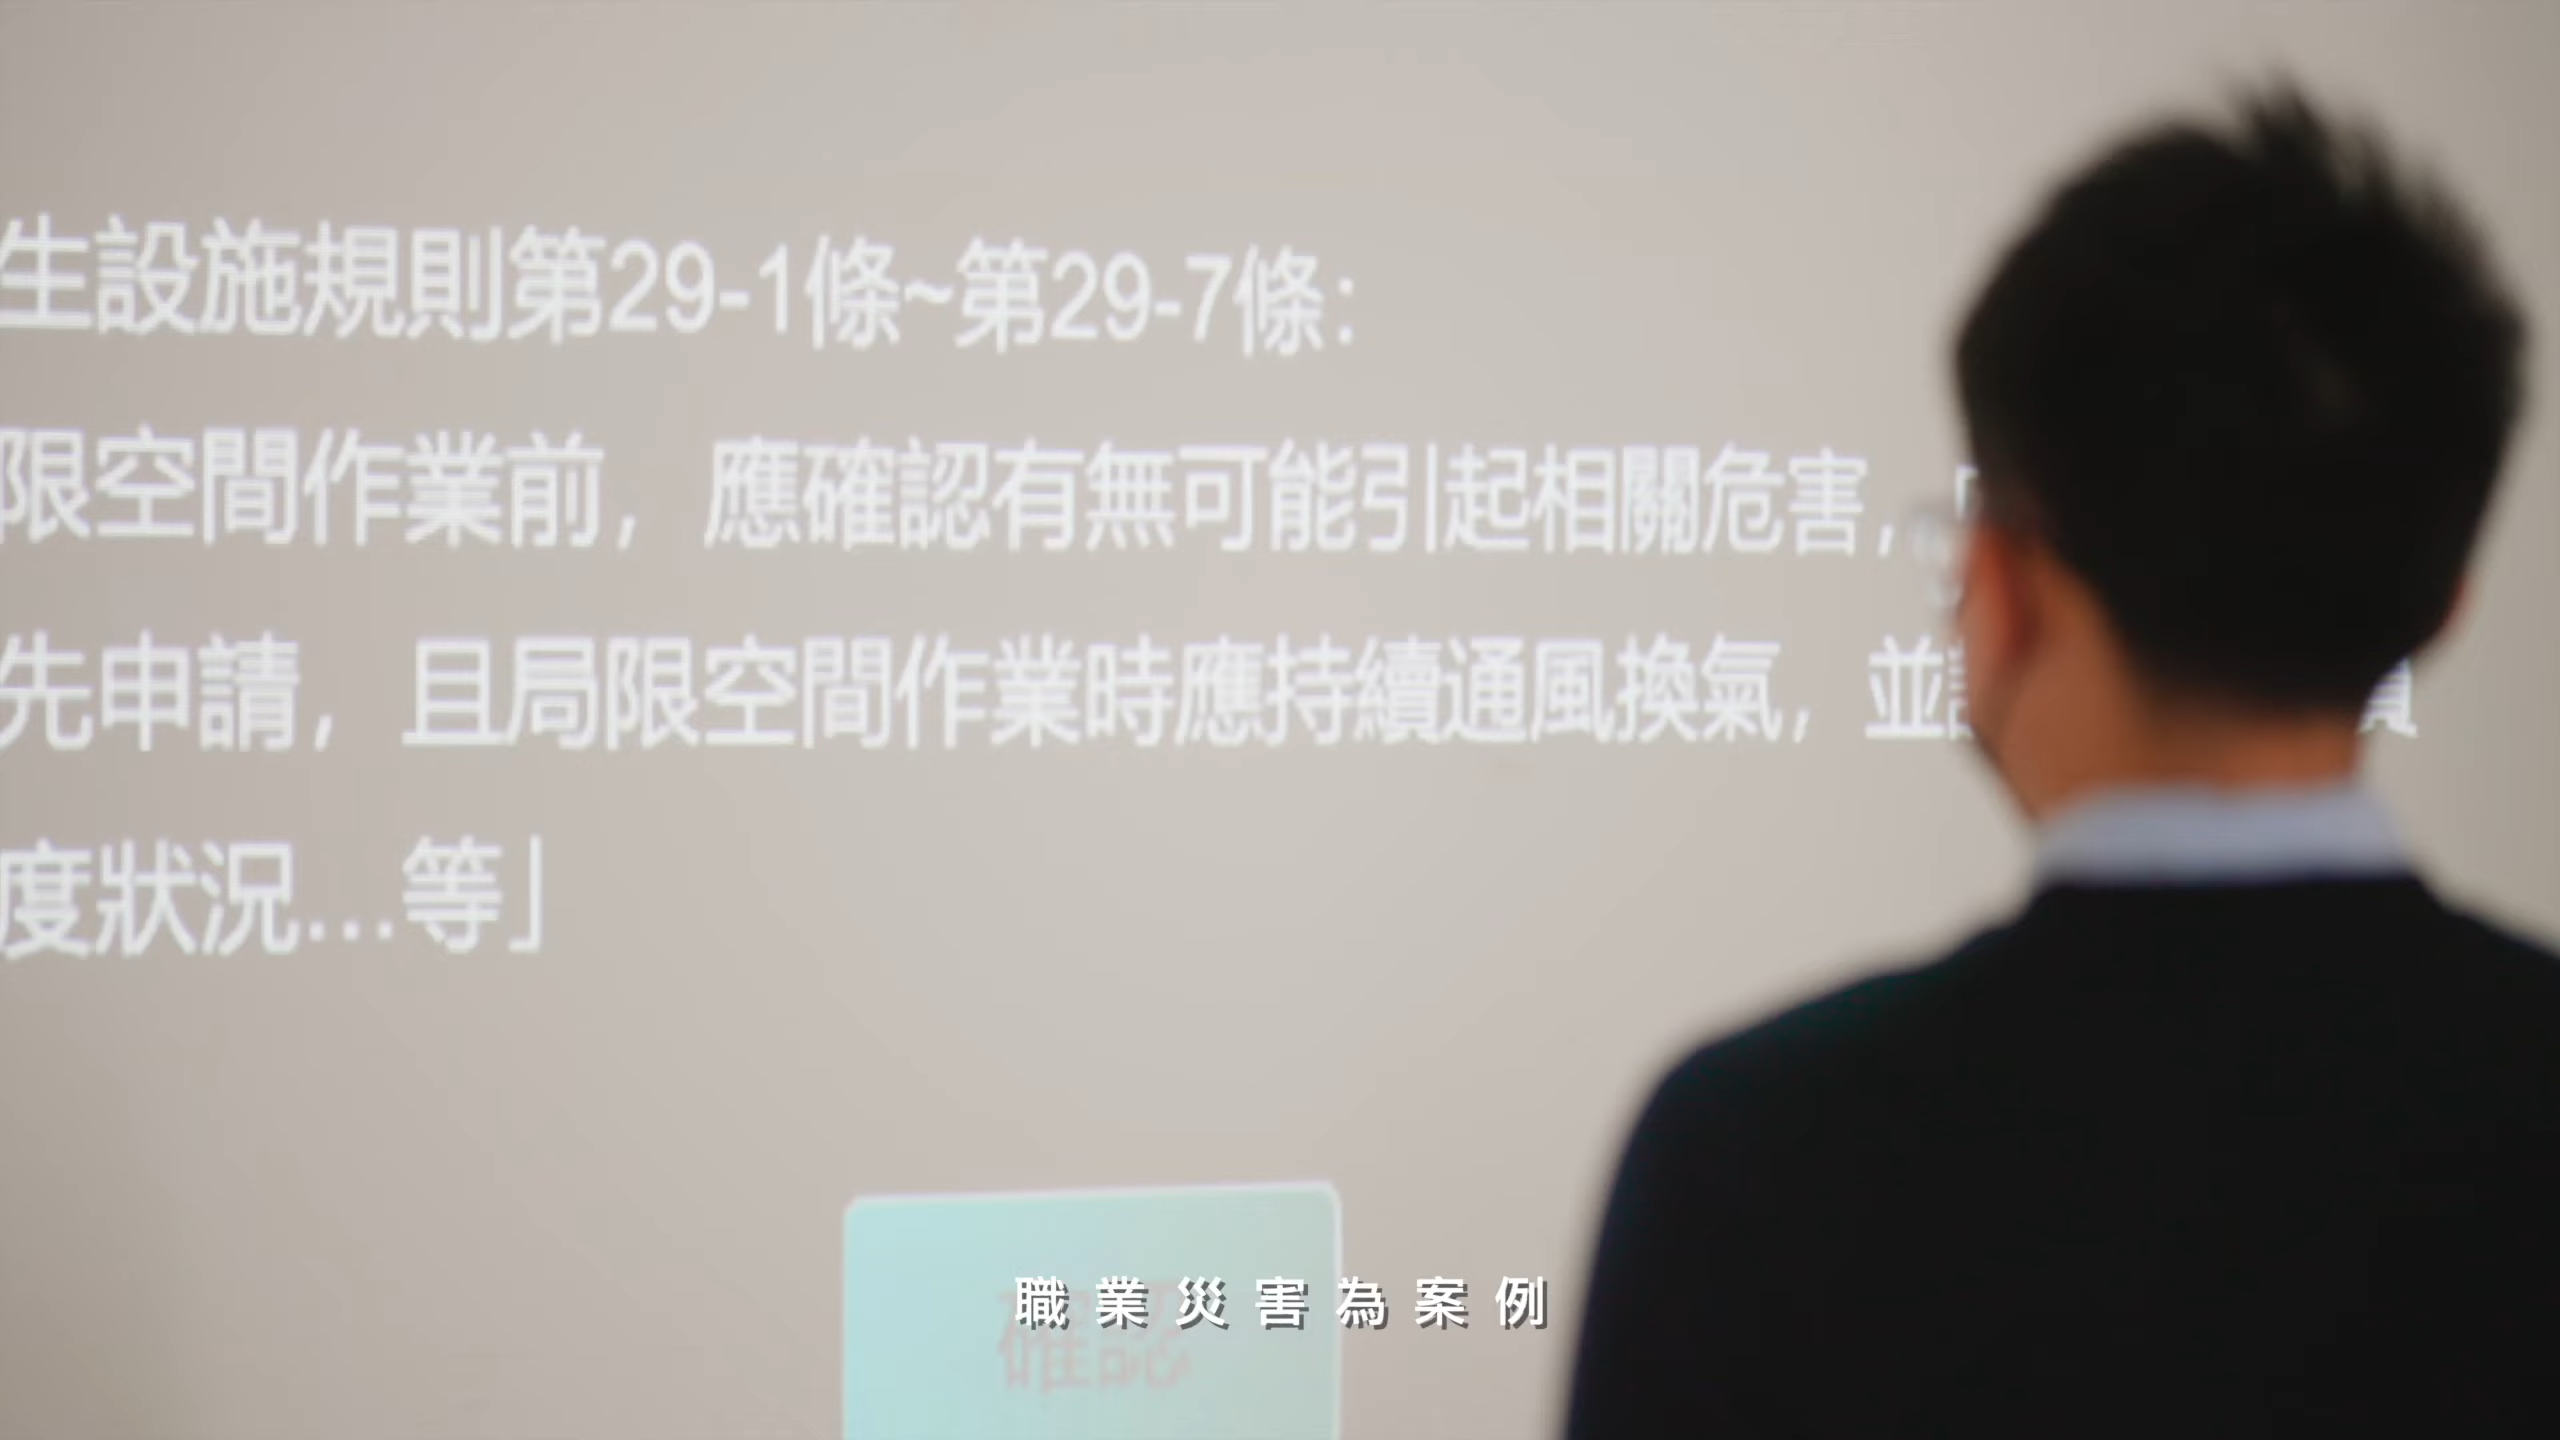 生設施規則第29-1條~第29-7條:
限空間作業前，應確認有無可能引起相關危害，
先申請，且局限空間作業時應持續通風換氣，並
度狀況...等」
確認
職業災害為案例